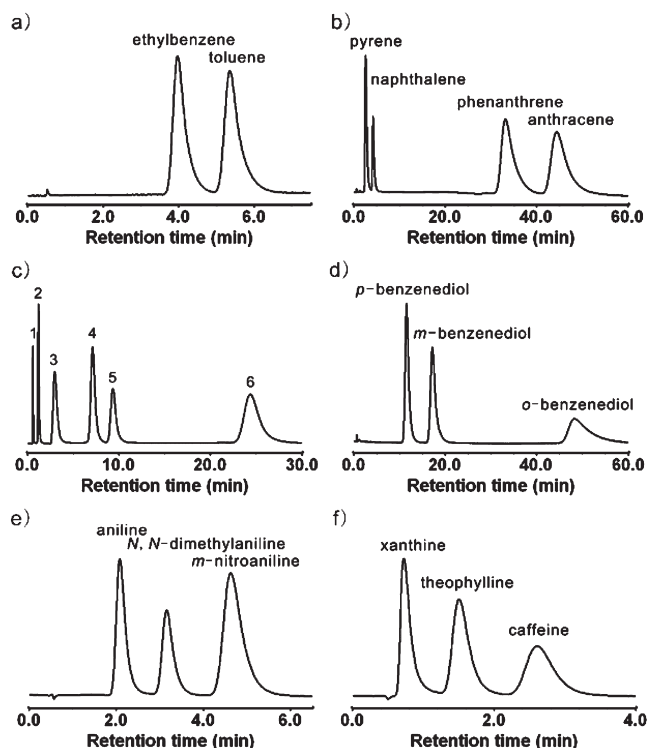 a)
ethylbenzene
toluene
0.0 2.0 4.0 6.0
Retention time (min)
b)
pyrene
naphthalene
phenanthrene
anthracene
0.0 20.0 40.0 60.0
Retention time (min)
c)
2
1
3
4
5
6
0.0 10.0 20.0 30.0
Retention time (min)
d)
p-benzenediol
m-benzenediol
o-benzenediol
0.0 20.0 40.0 60.0
Retention time (min)
e)
aniline
N, N-dimethylaniline
m-nitroaniline
0.0 2.0 4.0 6.0
Retention time (min)
f)
xanthine
theophylline
caffeine
0.0 2.0 4.0
Retention time (min)